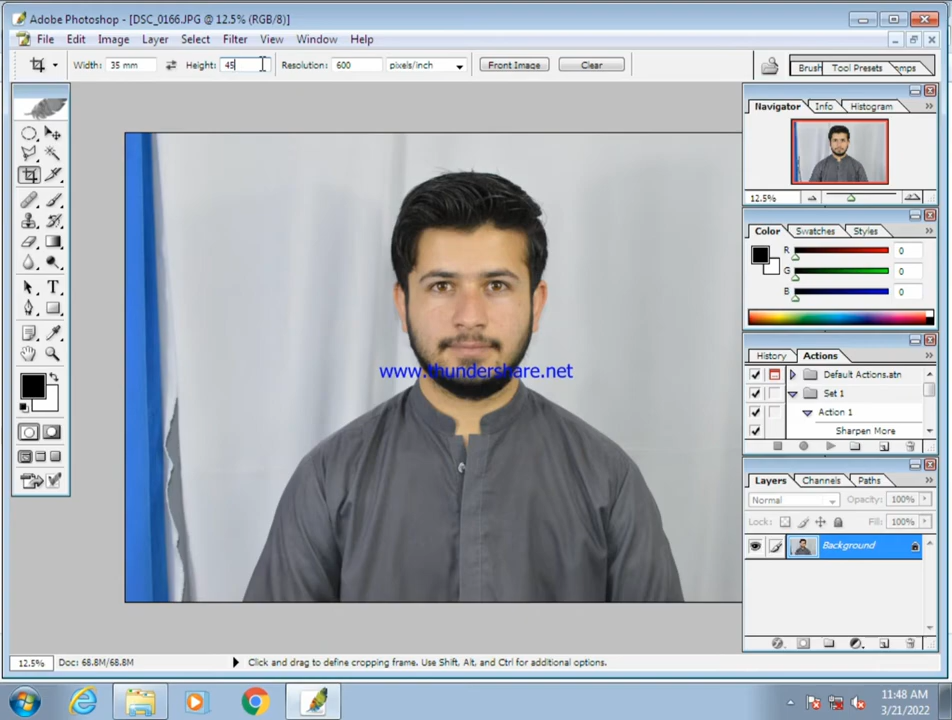 Adobe Photoshop - [DSC_0166.JPG @ 12.5% (RGB/8)]
File Edit Image Layer Select Filter View Window Help
Width: 35 mm Height: 45 Resolution: 600 pixels/inch Front Image Clear Brush Tool Presets omps
Navigator Info Histogram
12.5%
Color Swatches Styles
R 0
G 0
B 0
www.thundershare.net
History Actions
Default Actions.atn
Set 1
Action 1
Sharpen More
Layers Channels Paths
Normal Opacity: 100%
Lock: Fill: 100%
Background
12.5% Doc: 68.8M/68.8M Click and drag to define cropping frame. Use Shift, Alt, and Ctrl for additional options.
11:48 AM
3/21/2022